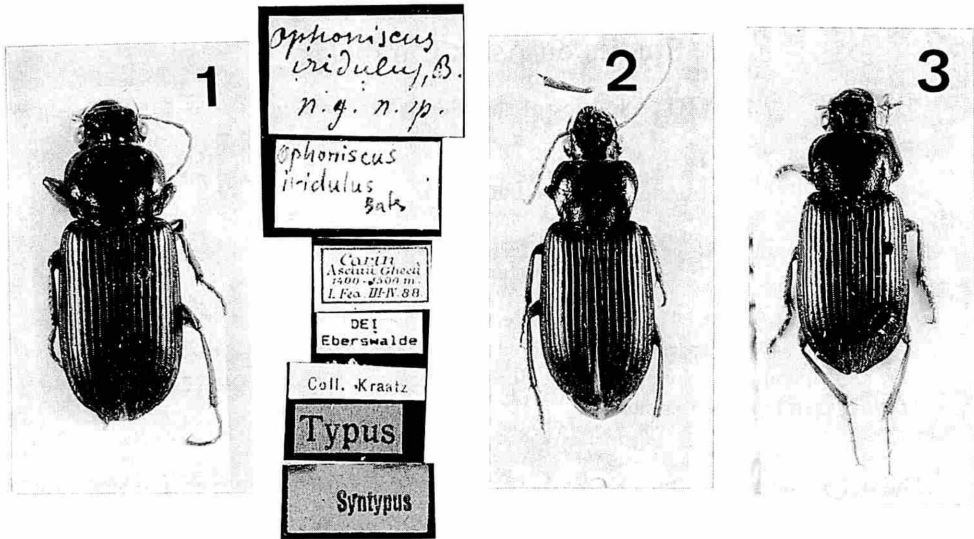 1
Ophoniscus
iridulus, B.
n. g. n. sp.
Ophoniscus
iridulus
Bates
Carin
Asciuii Ghecù
1400-1500 m.
L. Fea III-IV. 88.
DEI
Eberswalde
Coll. Kraatz
Typus
Syntypus
2
3